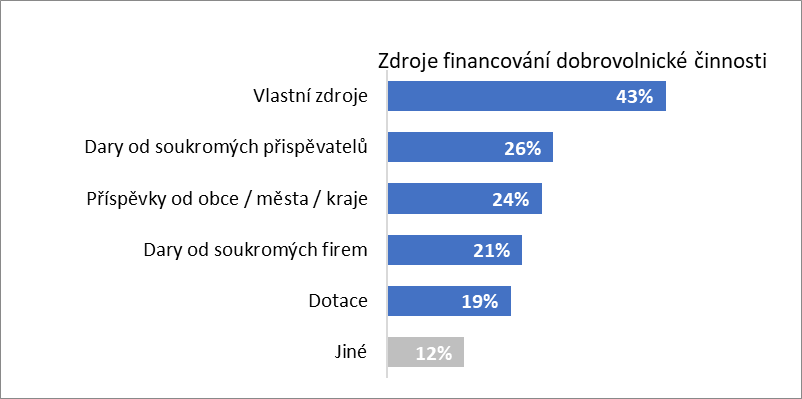 Zdroje financování dobrovolnické činnosti
Vlastní zdroje 43%
Dary od soukromých přispěvatelů 26%
Příspěvky od obce / města / kraje 24%
Dary od soukromých firem 21%
Dotace 19%
Jiné 12%